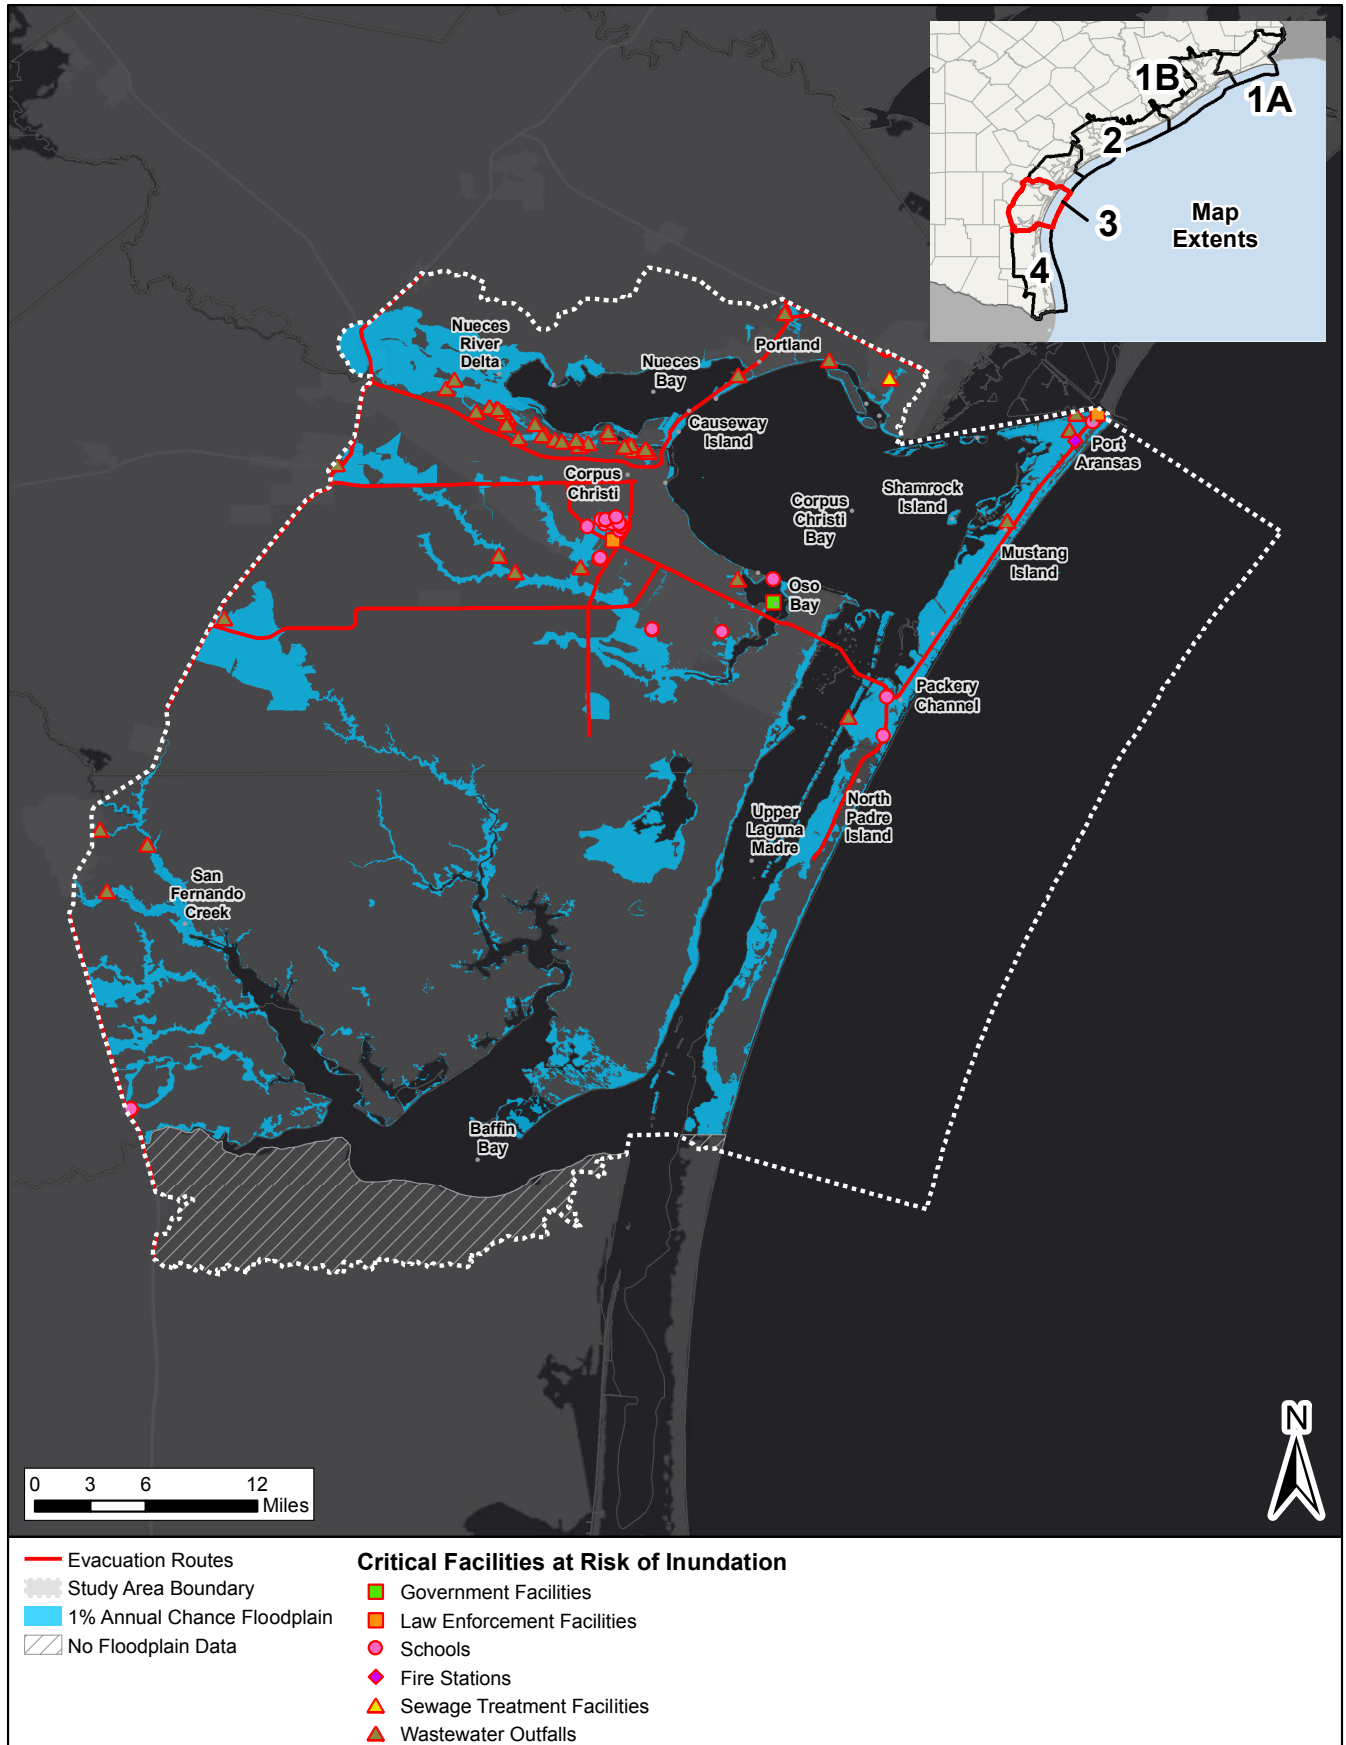 1B
1A
2
3
4
Map
Extents
Nueces
River
Delta
Nueces
Bay
Portland
Causeway
Island
Port
Aransas
Corpus
Christi
Corpus
Christi
Bay
Shamrock
Island
Mustang
Island
Oso
Bay
Packery
Channel
North
Padre
Island
Upper
Laguna
Madre
San
Fernando
Creek
Baffin
Bay
N
0 3 6 12
Miles
Evacuation Routes
Study Area Boundary
1% Annual Chance Floodplain
No Floodplain Data
Critical Facilities at Risk of Inundation
Government Facilities
Law Enforcement Facilities
Schools
Fire Stations
Sewage Treatment Facilities
Wastewater Outfalls